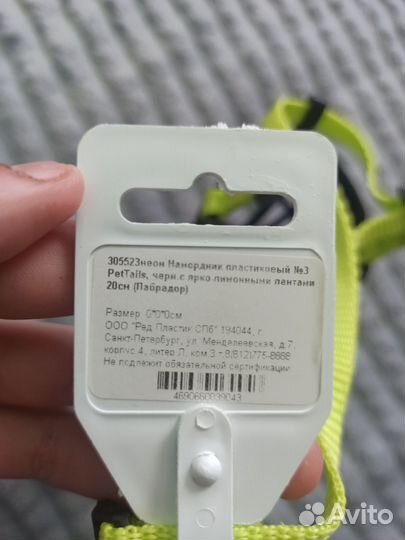 305523неон Намордник пластиковый №3
PetTails, черн.с ярко-лимонными лентами
20см (Лабрадор)
Размер: 0*0*0см
ООО "Ред Пластик СПб" 194044, г.
Санкт-Петербург, ул. Менделеевская, д.7,
корпус 4, литер Л, ком 3 т.8(812)775-8688
Не подлежит обязательной сертификации
4690650039043
Avito